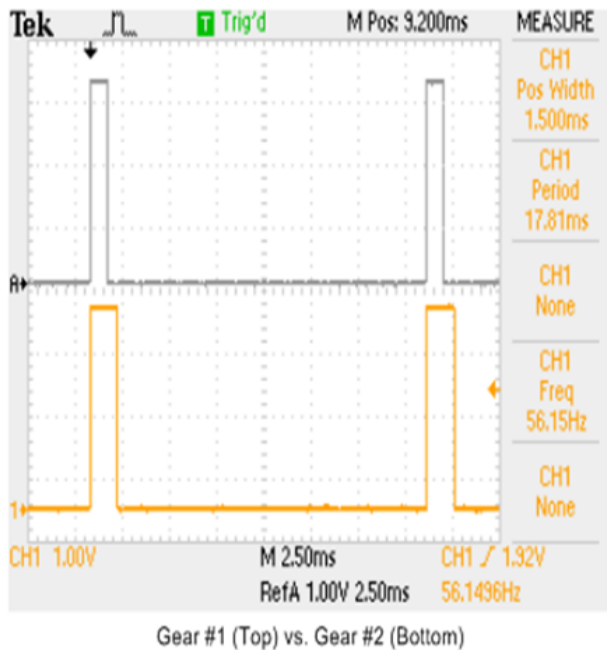 Tek T Trig'd M Pos: 9.200ms MEASURE
CH1
Pos Width
1.500ms
CH1
Period
17.81ms
CH1
None
CH1
Freq
56.15Hz
CH1
None
A
1
CH1 1.00V M 2.50ms CH1 1.92V
RefA 1.00V 2.50ms 56.1496Hz
Gear #1 (Top) vs. Gear #2 (Bottom)